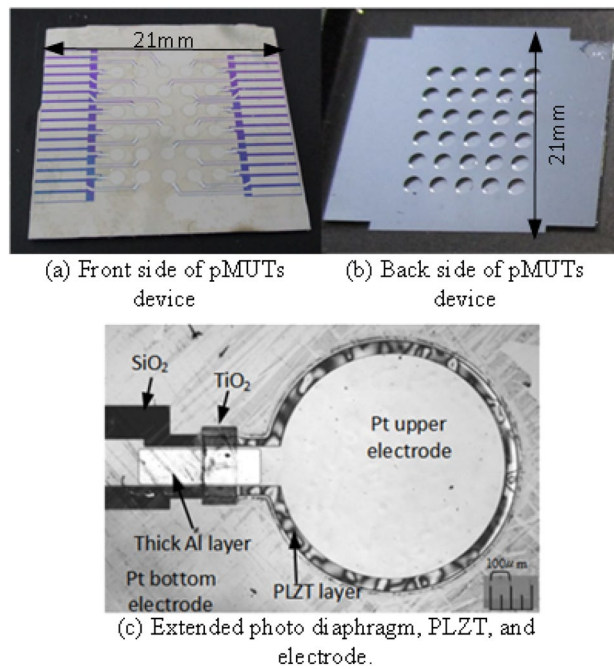 21mm
21mm
(a) Front side of pMUTs
device
(b) Back side of pMUTs
device
SiO₂
TiO₂
Pt upper
electrode
Thick Al layer
Pt bottom
electrode
PLZT layer
100μm
(c) Extended photo diaphragm, PLZT, and
electrode.